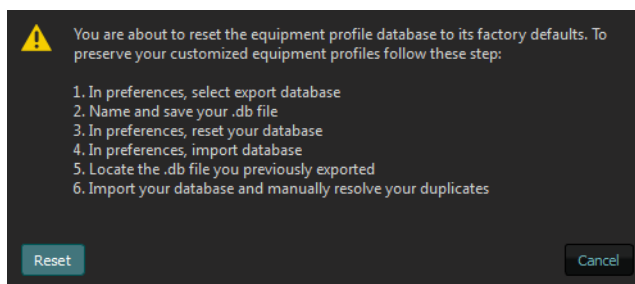 You are about to reset the equipment profile database to its factory defaults. To
preserve your customized equipment profiles follow these step:
1. In preferences, select export database
2. Name and save your .db file
3. In preferences, reset your database
4. In preferences, import database
5. Locate the .db file you previously exported
6. Import your database and manually resolve your duplicates
Reset
Cancel